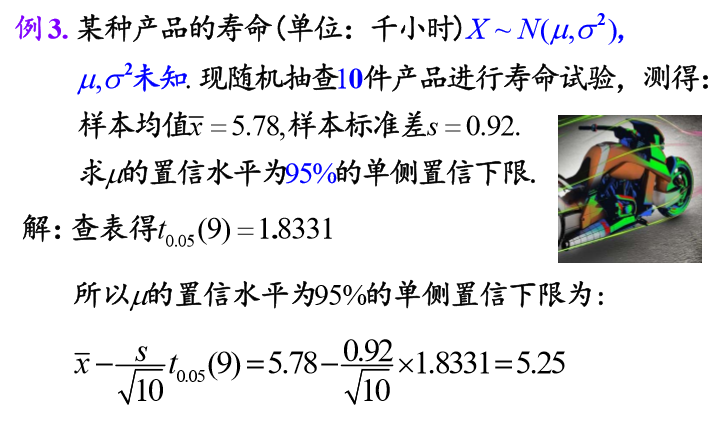 例3. 某种产品的寿命(单位：千小时)X ~ N(μ,σ²),
μ,σ²未知. 现随机抽查10件产品进行寿命试验，测得：
样本均值x̄ = 5.78,样本标准差s = 0.92.
求μ的置信水平为95%的单侧置信下限.
解：查表得t₀.₀₅(9) = 1.8331
所以μ的置信水平为95%的单侧置信下限为：
x̄ − s/√10 t₀.₀₅(9) = 5.78 − 0.92/√10 × 1.8331 = 5.25